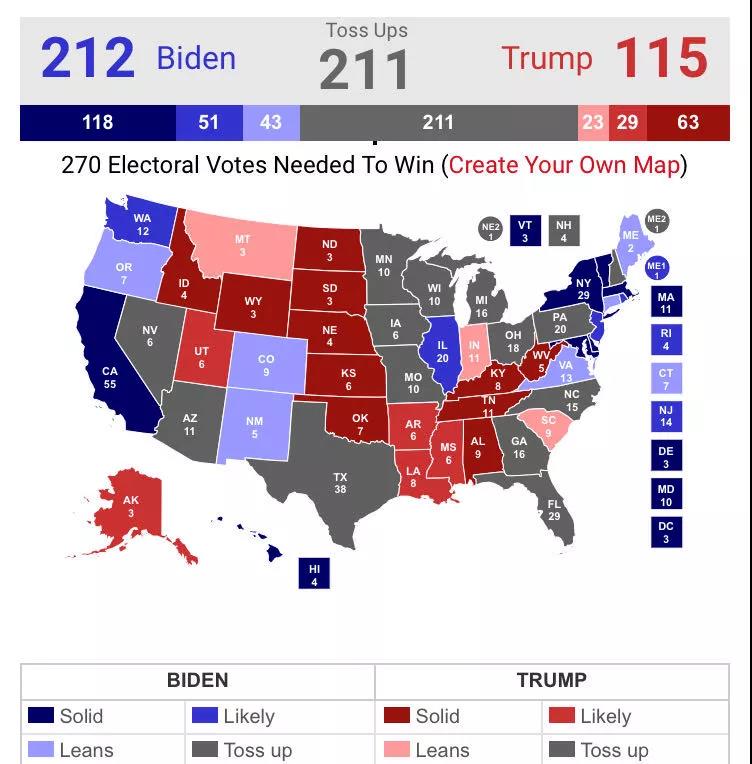 Toss Ups
212 Biden 211 Trump 115
118 51 43 211 23 29 63
270 Electoral Votes Needed To Win (Create Your Own Map)
WA
12
OR
7
CA
55
NV
6
ID
4
MT
3
WY
3
UT
6
AZ
11
CO
9
NM
5
ND
3
SD
3
NE
4
KS
6
OK
7
TX
38
MN
10
IA
6
MO
10
AR
6
LA
8
WI
10
IL
20
MI
16
IN
11
OH
18
KY
8
TN
11
MS
6
AL
9
GA
16
FL
29
SC
9
NC
15
VA
13
WV
5
PA
20
NY
29
ME
2
NE2
1
VT
3
NH
4
ME2
1
ME1
1
MA
11
RI
4
CT
7
NJ
14
DE
3
MD
10
DC
3
AK
3
HI
4
BIDEN TRUMP
Solid Likely Solid Likely
Leans Toss up Leans Toss up